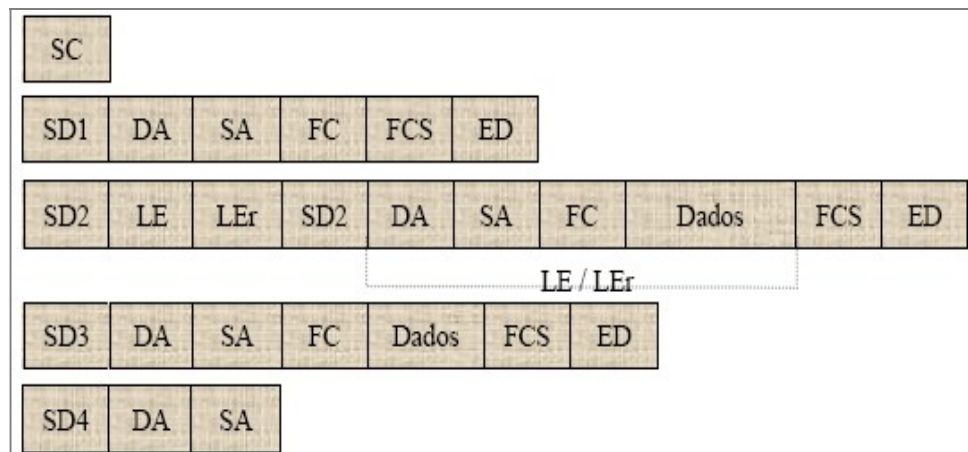 SC
SD1 DA SA FC FCS ED
SD2 LE LEr SD2 DA SA FC Dados FCS ED
LE / LEr
SD3 DA SA FC Dados FCS ED
SD4 DA SA